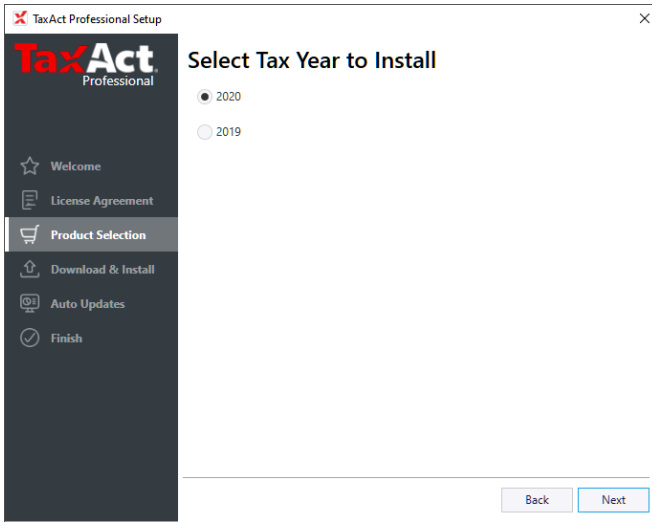 TaxAct Professional Setup
TaxAct.
Professional
Select Tax Year to Install
2020
2019
Welcome
License Agreement
Product Selection
Download & Install
Auto Updates
Finish
Back
Next